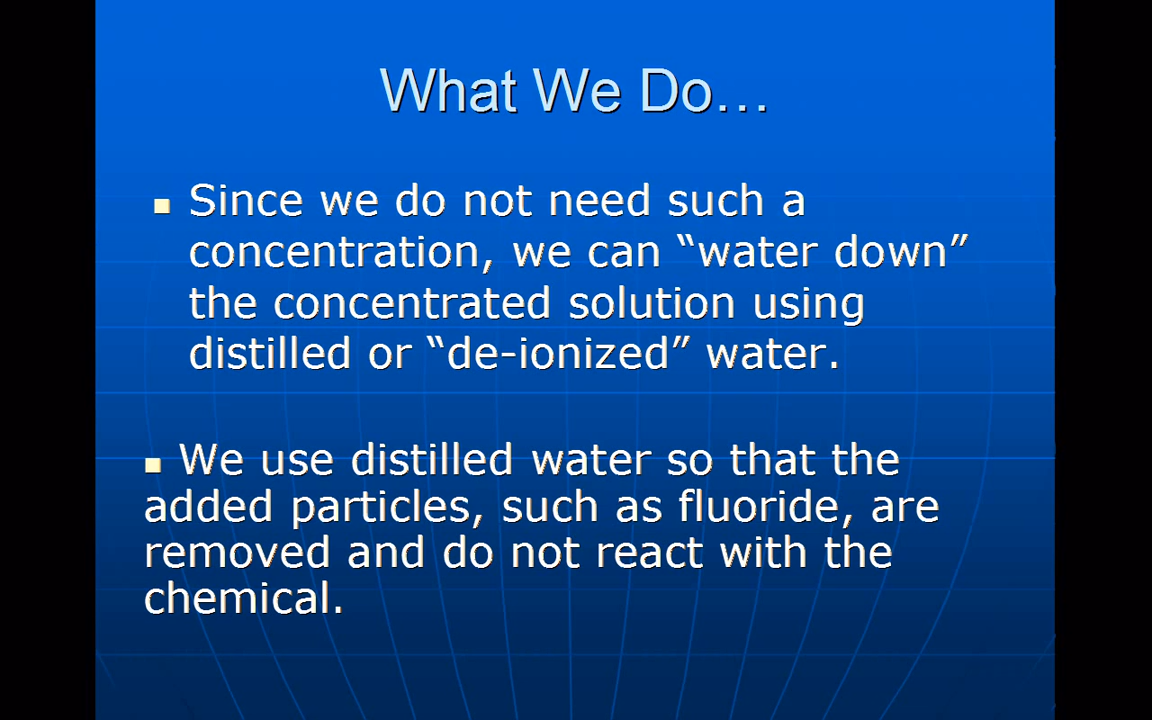 What We Do…
Since we do not need such a
concentration, we can “water down”
the concentrated solution using
distilled or “de-ionized” water.
We use distilled water so that the
added particles, such as fluoride, are
removed and do not react with the
chemical.